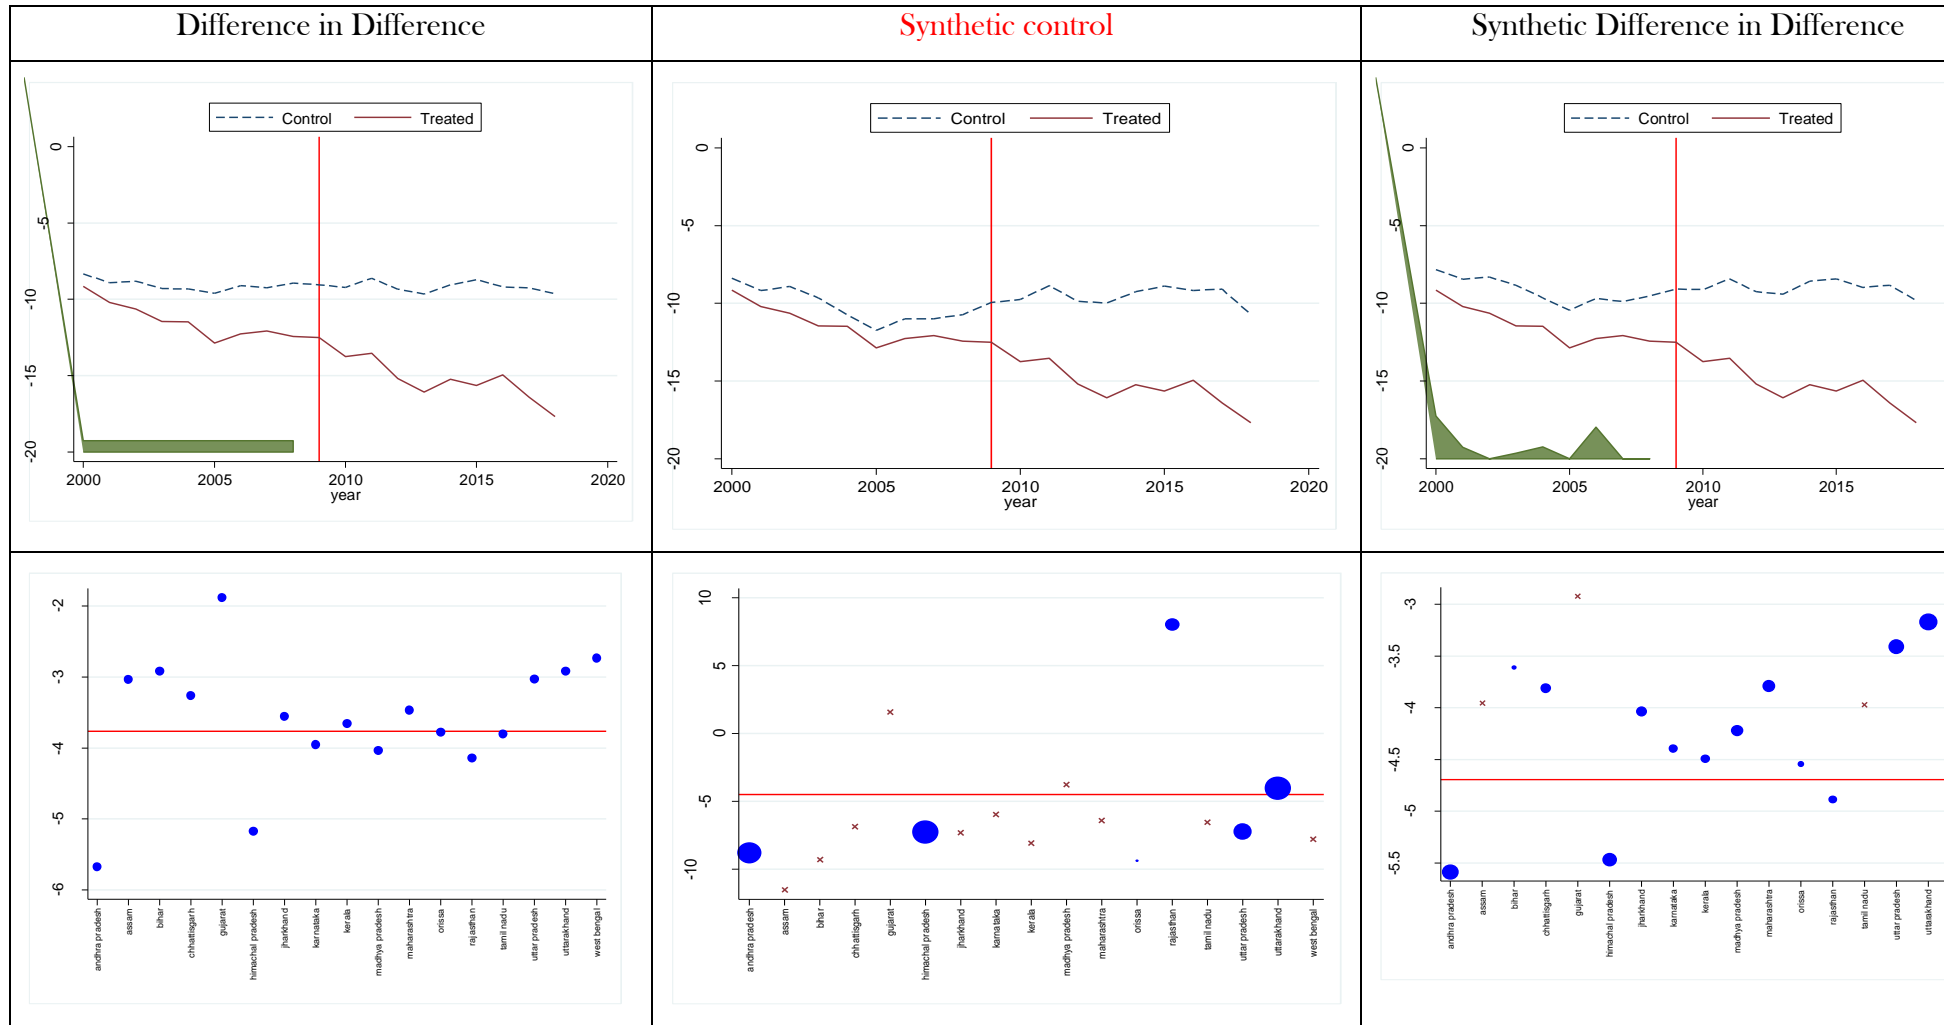 Difference in Difference
Synthetic control
Synthetic Difference in Difference
Control Treated
0
-5
-10
-15
-20
2000 2005 2010 2015 2020
year
Control Treated
0
-5
-10
-15
-20
2000 2005 2010 2015 2020
year
Control Treated
0
-5
-10
-15
-20
2000 2005 2010 2015
year
-2
-3
-4
-5
-6
andhra pradesh
assam
bihar
chhattisgarh
gujarat
himachal pradesh
jharkhand
karnataka
kerala
madhya pradesh
maharashtra
orissa
rajasthan
tamil nadu
uttar pradesh
uttarakhand
west bengal
10
5
0
-5
-10
andhra pradesh
assam
bihar
chhattisgarh
gujarat
himachal pradesh
jharkhand
karnataka
kerala
madhya pradesh
maharashtra
orissa
rajasthan
tamil nadu
uttar pradesh
uttarakhand
west bengal
-3
-3.5
-4
-4.5
-5
-5.5
andhra pradesh
assam
bihar
chhattisgarh
gujarat
himachal pradesh
jharkhand
karnataka
kerala
madhya pradesh
maharashtra
orissa
rajasthan
tamil nadu
uttar pradesh
uttarakhand